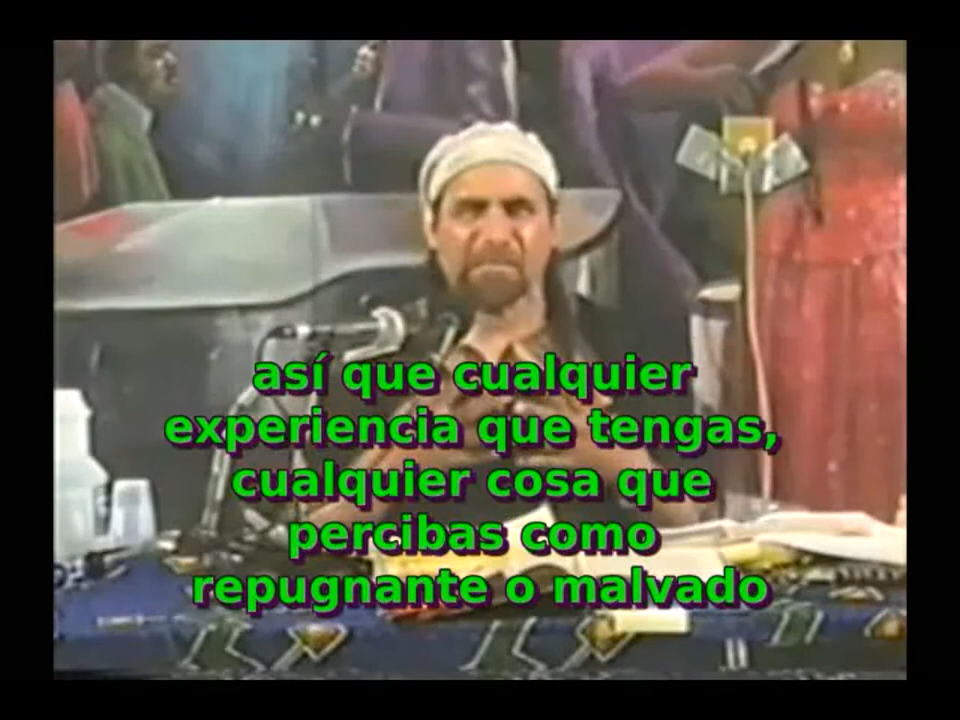 así que cualquier
experiencia que tengas,
cualquier cosa que
percibas como
repugnante o malvado